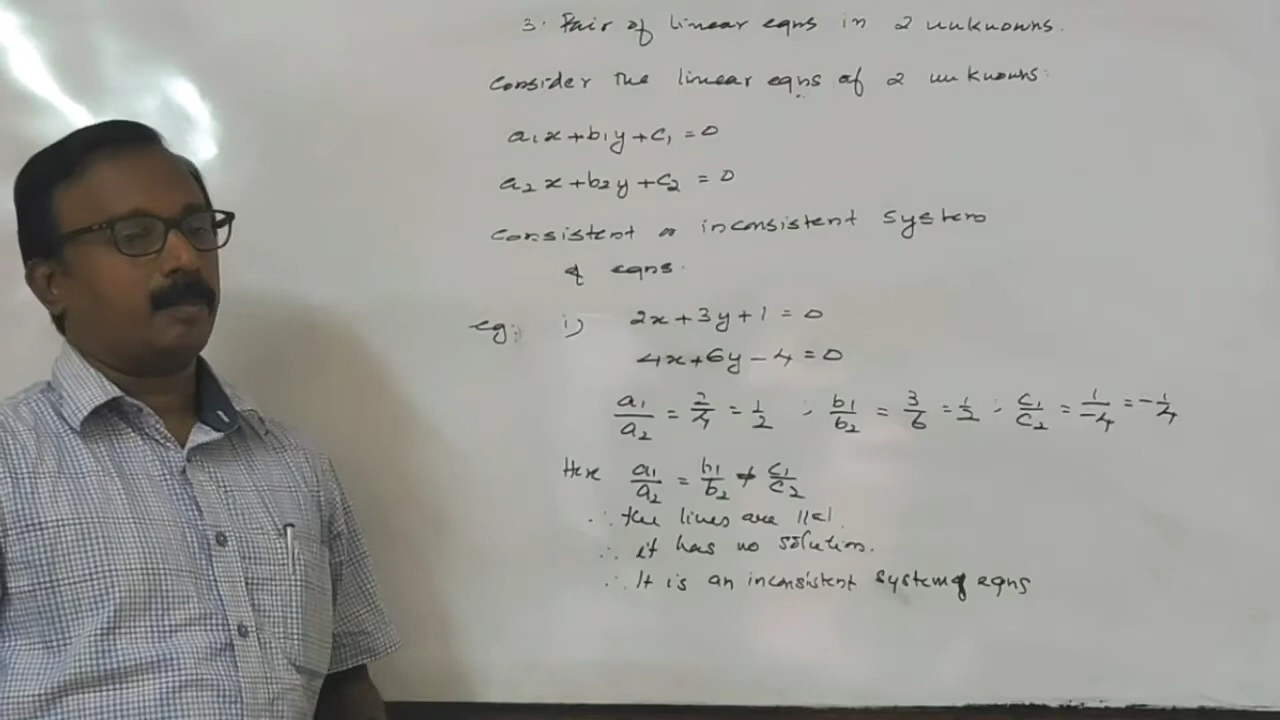 3. Pair of linear eqns in 2 unknowns.
Consider the linear eqns of 2 unknowns:
a₁x + b₁y + c₁ = 0
a₂x + b₂y + c₂ = 0
Consistent or inconsistent system
of eqns.
eg: i) 2x + 3y + 1 = 0
4x + 6y - 4 = 0
a₁/a₂ = 2/4 = 1/2 ; b₁/b₂ = 3/6 = 1/2 ; c₁/c₂ = 1/-4 = -1/4
Here a₁/a₂ = b₁/b₂ ≠ c₁/c₂
∴ the lines are ||el.
∴ it has no solution.
∴ It is an inconsistent system of eqns